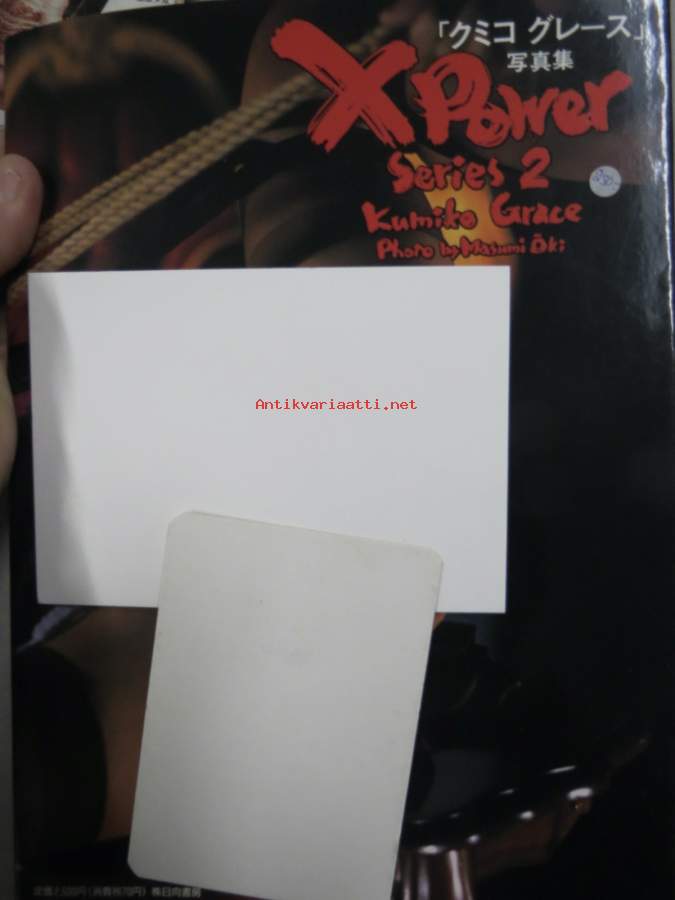 「クミコ グレース」
写真集
X Power
Series 2
Kumiko Grace
Photo by Masumi Ōki
Antikvariaatti.net